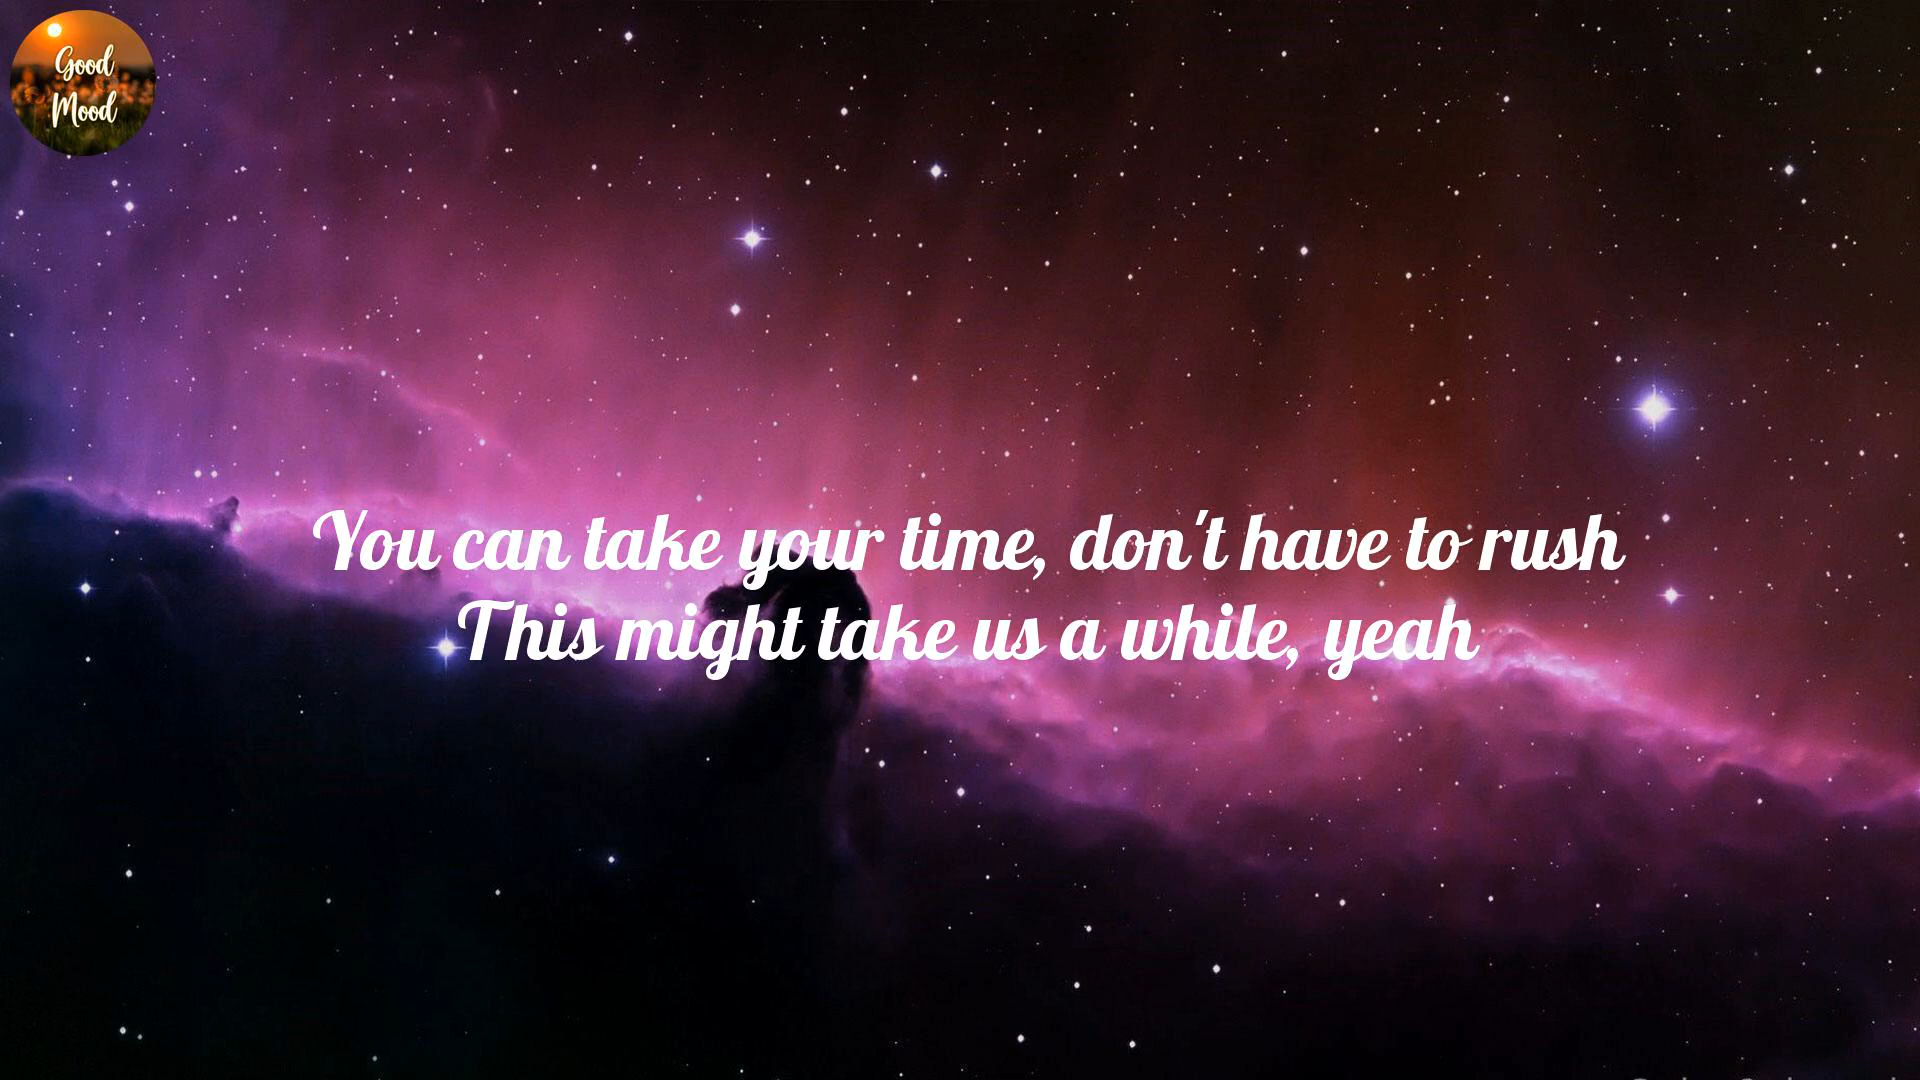 Good
Mood
You can take your time, don't have to rush
This might take us a while, yeah